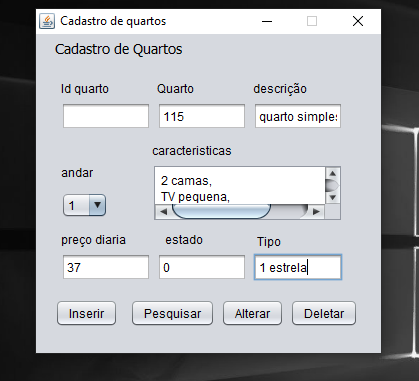 Cadastro de quartos
Cadastro de Quartos
Id quarto Quarto descrição
115 quarto simples
caracteristicas
andar
2 camas,
TV pequena,
1
preço diaria estado Tipo
37 0 1 estrela
Inserir Pesquisar Alterar Deletar